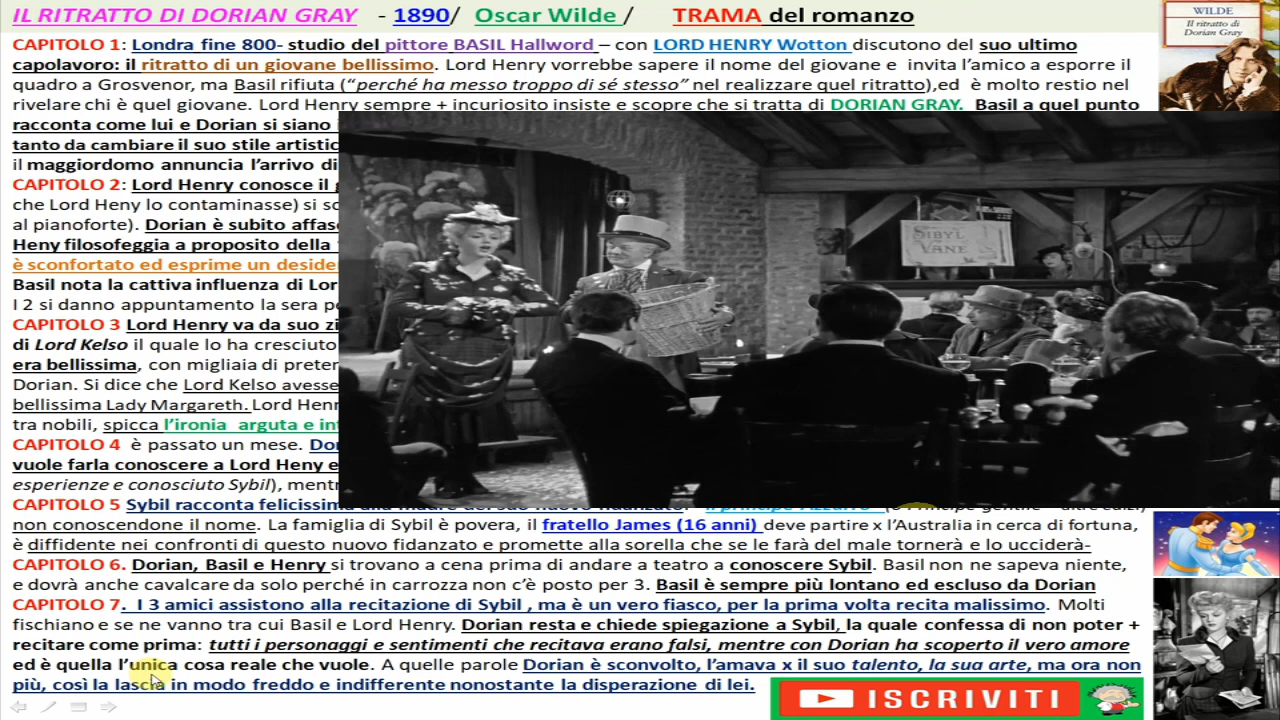 IL RITRATTO DI DORIAN GRAY - 1890/ Oscar Wilde / TRAMA del romanzo
WILDE
Il ritratto di
Dorian Gray
CAPITOLO 1: Londra fine 800- studio del pittore BASIL Hallword – con LORD HENRY Wotton discutono del suo ultimo
capolavoro: il ritratto di un giovane bellissimo. Lord Henry vorrebbe sapere il nome del giovane e invita l'amico a esporre il
quadro a Grosvenor, ma Basil rifiuta ("perché ha messo troppo di sé stesso" nel realizzare quel ritratto),ed è molto restio nel
rivelare chi è quel giovane. Lord Henry sempre + incuriosito insiste e scopre che si tratta di DORIAN GRAY. Basil a quel punto
racconta come lui e Dorian si siano
tanto da cambiare il suo stile artistic
il maggiordomo annuncia l'arrivo di
CAPITOLO 2: Lord Henry conosce il
che Lord Heny lo contaminasse) si
al pianoforte). Dorian è subito
Heny filosofeggia a proposito della
è sconfortato ed esprime un
Basil nota la cattiva influenza di Lor
I 2 si danno appuntamento la sera
CAPITOLO 3 Lord Henry va da suo
di Lord Kelso il quale lo ha cresciuto
era bellissima, con migliaia di
Dorian. Si dice che Lord Kelso avesse
bellissima Lady Margareth. Lord
tra nobili, spicca l'ironia arguta e
SIBYL
VANE
CAPITOLO 4 è passato un mese.
vuole farla conoscere a Lord Heny e
esperienze e conosciuto Sybil),
CAPITOLO 5 Sybil racconta felicissima alla madre del suo nuovo fidanzato: il principe Azzurro
non conoscendone il nome. La famiglia di Sybil è povera, il fratello James (16 anni) deve partire x l'Australia in cerca di fortuna,
è diffidente nei confronti di questo nuovo fidanzato e promette alla sorella che se le farà del male tornerà e lo ucciderà-
CAPITOLO 6. Dorian, Basil e Henry si trovano a cena prima di andare a teatro a conoscere Sybil. Basil non ne sapeva niente,
e dovrà anche cavalcare da solo perché in carrozza non c'è posto per 3. Basil è sempre più lontano ed escluso da Dorian
CAPITOLO 7. I 3 amici assistono alla recitazione di Sybil , ma è un vero fiasco, per la prima volta recita malissimo. Molti
fischiano e se ne vanno tra cui Basil e Lord Henry. Dorian resta e chiede spiegazione a Sybil, la quale confessa di non poter +
recitare come prima: tutti i personaggi e sentimenti che recitava erano falsi, mentre con Dorian ha scoperto il vero amore
ed è quella l'unica cosa reale che vuole. A quelle parole Dorian è sconvolto, l'amava x il suo talento, la sua arte, ma ora non
più, così la lascia in modo freddo e indifferente nonostante la disperazione di lei.
ISCRIVITI